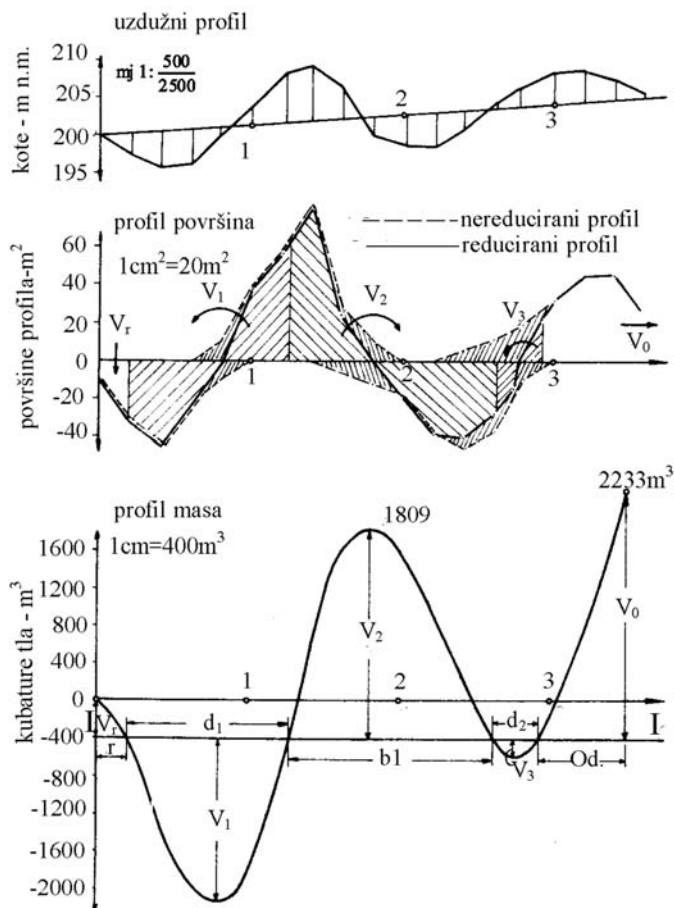 uzdužni profil
mj 1: 500/2500
kote - m n.m.
210
205
200
195
1
2
3
profil površina
1cm²=20m²
nereducirani profil
reducirani profil
površine profila-m²
60
40
20
0
-20
-40
Vr
V1
V2
V3
V0
1
2
3
profil masa
1cm=400m³
kubature tla - m³
1600
1200
800
400
0
-400
-800
-1200
-1600
-2000
1809
2233m³
1
2
3
I
I
Vr
r
d1
V1
V2
b1
d2
V3
Od.
V0